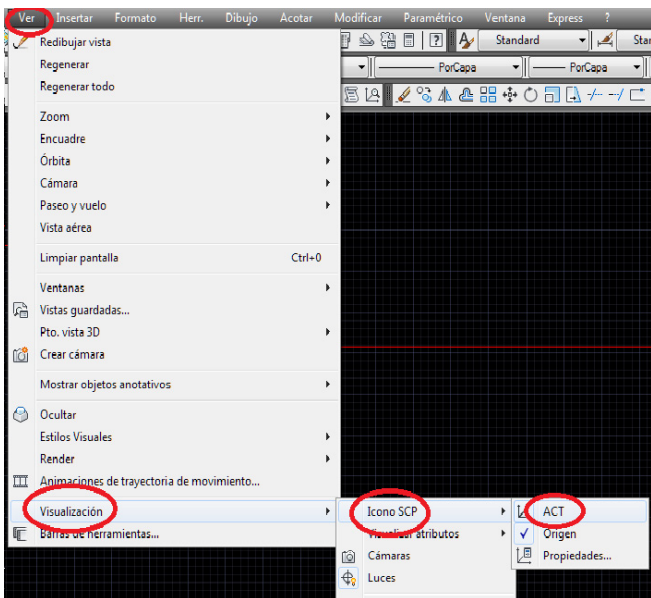 Ver Insertar Formato Herr. Dibujo Acotar Modificar Paramétrico Ventana Express ?
Redibujar vista
Standard
Regenerar
PorCapa PorCapa
Regenerar todo
Zoom
Encuadre
Órbita
Cámara
Paseo y vuelo
Vista aérea
Limpiar pantalla Ctrl+0
Ventanas
Vistas guardadas...
Pto. vista 3D
Crear cámara
Mostrar objetos anotativos
Ocultar
Estilos Visuales
Render
Animaciones de trayectoria de movimiento...
Visualización
Barras de herramientas...
Icono SCP
Visualizar atributos
Cámaras
Luces
ACT
Origen
Propiedades...